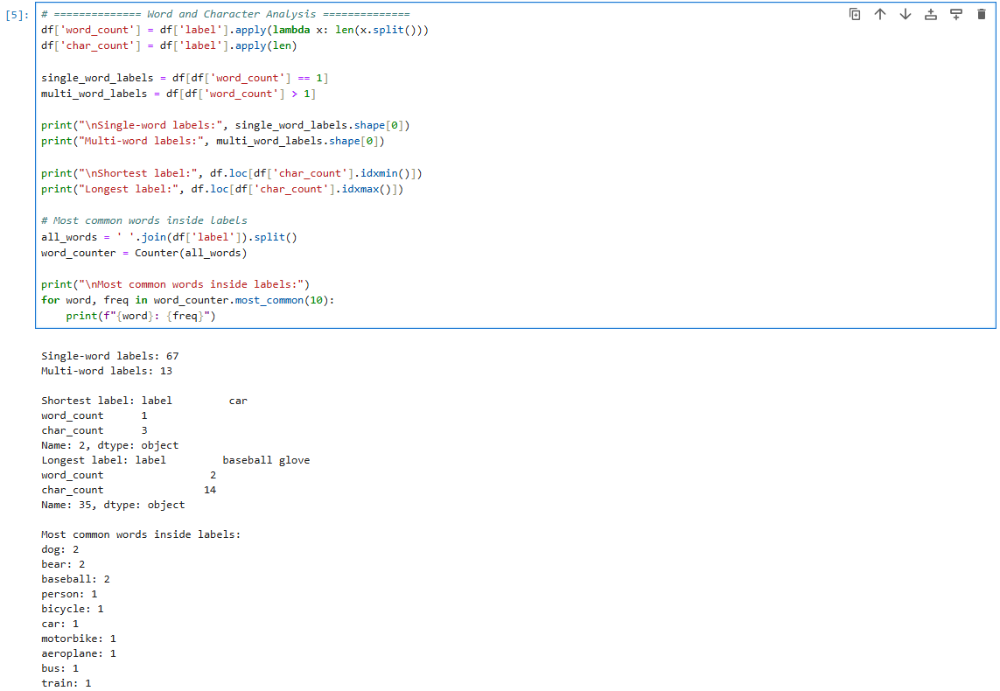 [5]:
# ============== Word and Character Analysis ==============
df['word_count'] = df['label'].apply(lambda x: len(x.split()))
df['char_count'] = df['label'].apply(len)
single_word_labels = df[df['word_count'] == 1]
multi_word_labels = df[df['word_count'] > 1]
print("\nSingle-word labels:", single_word_labels.shape[0])
print("Multi-word labels:", multi_word_labels.shape[0])
print("\nShortest label:", df.loc[df['char_count'].idxmin()])
print("Longest label:", df.loc[df['char_count'].idxmax()])
# Most common words inside labels
all_words = ' '.join(df['label']).split()
word_counter = Counter(all_words)
print("\nMost common words inside labels:")
for word, freq in word_counter.most_common(10):
    print(f"{word}: {freq}")
Single-word labels: 67
Multi-word labels: 13
Shortest label: label         car
word_count      1
char_count      3
Name: 2, dtype: object
Longest label: label         baseball glove
word_count                 2
char_count                14
Name: 35, dtype: object
Most common words inside labels:
dog: 2
bear: 2
baseball: 2
person: 1
bicycle: 1
car: 1
motorbike: 1
aeroplane: 1
bus: 1
train: 1